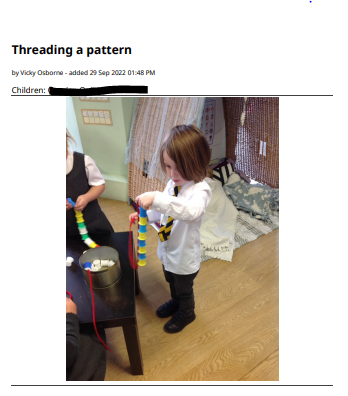 Threading a pattern
by Vicky Osborne - added 29 Sep 2022 01:48 PM
Children: